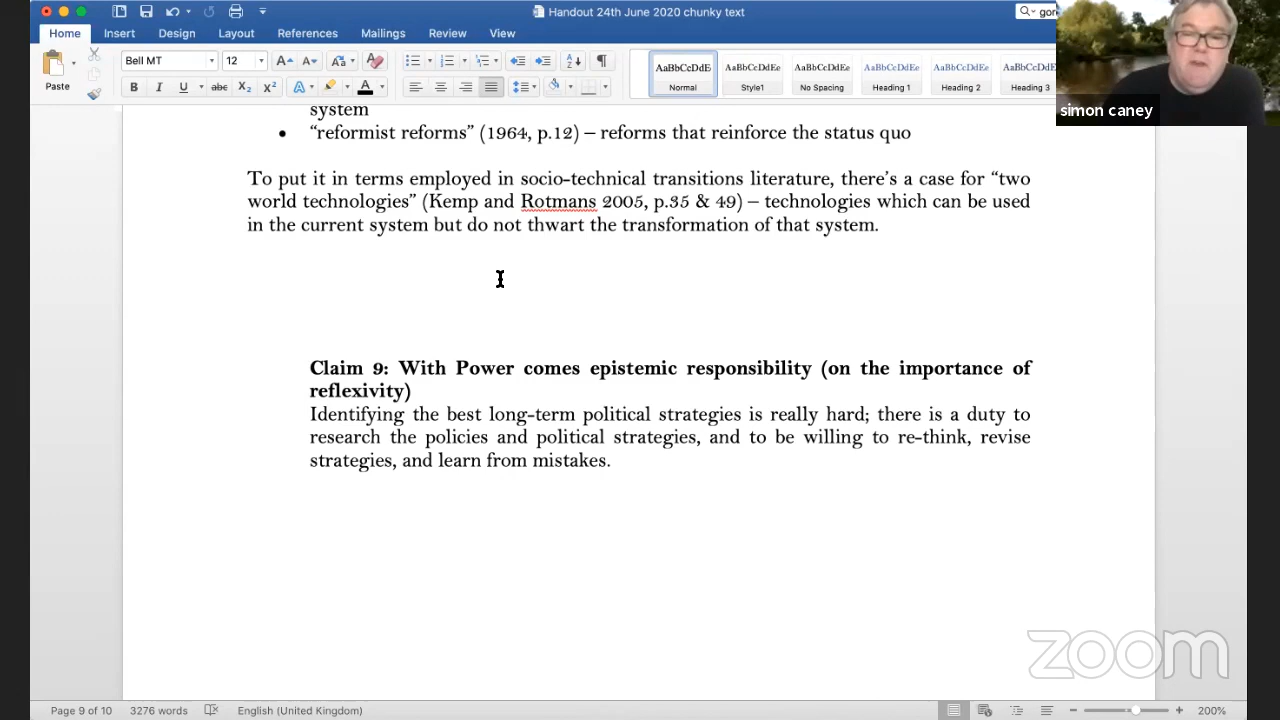 Handout 24th June 2020 chunky text
gor
Home Insert Design Layout References Mailings Review View
Paste
Bell MT 12
AaBbCcDdEe AaBbCcDdEe AaBbCcDdEe AaBbCcDdEe AaBbCcDdEe AaBbCcDdEe
Normal Style1 No Spacing Heading 1 Heading 2 Heading 3
simon caney
system
• “reformist reforms” (1964, p.12) – reforms that reinforce the status quo
To put it in terms employed in socio-technical transitions literature, there’s a case for “two
world technologies” (Kemp and Rotmans 2005, p.35 & 49) – technologies which can be used
in the current system but do not thwart the transformation of that system.
Claim 9: With Power comes epistemic responsibility (on the importance of
reflexivity)
Identifying the best long-term political strategies is really hard; there is a duty to
research the policies and political strategies, and to be willing to re-think, revise
strategies, and learn from mistakes.
zoom
Page 9 of 10 3276 words English (United Kingdom) 200%